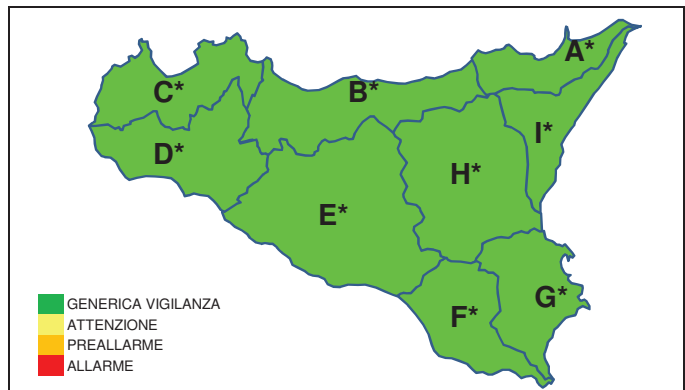 A*
C*
B*
I*
D*
H*
E*
G*
F*
GENERICA VIGILANZA
ATTENZIONE
PREALLARME
ALLARME